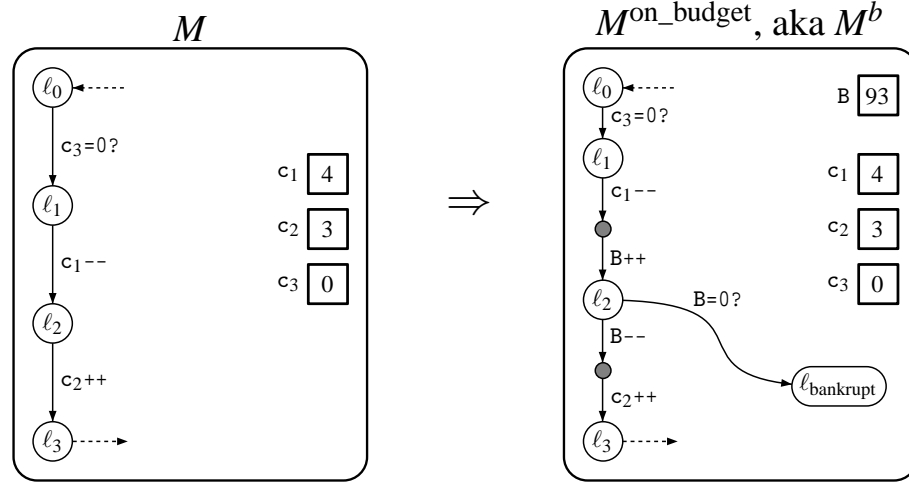 M
ℓ0
c3=0?
ℓ1
c1--
ℓ2
c2++
ℓ3
c1 4
c2 3
c3 0
⇒
M^on_budget, aka M^b
ℓ0
c3=0?
ℓ1
c1--
B++
ℓ2
B=0?
B--
c2++
ℓ3
ℓbankrupt
B 93
c1 4
c2 3
c3 0